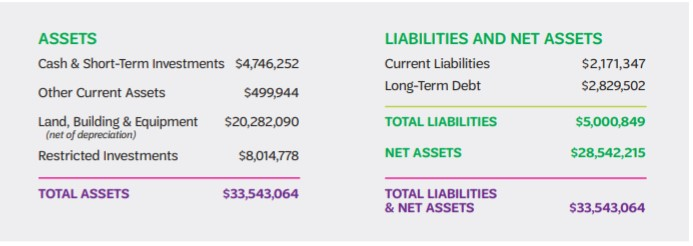 ASSETS
Cash & Short-Term Investments $4,746,252
Other Current Assets $499,944
Land, Building & Equipment $20,282,090
(net of depreciation)
Restricted Investments $8,014,778
TOTAL ASSETS $33,543,064
LIABILITIES AND NET ASSETS
Current Liabilities $2,171,347
Long-Term Debt $2,829,502
TOTAL LIABILITIES $5,000,849
NET ASSETS $28,542,215
TOTAL LIABILITIES
& NET ASSETS $33,543,064